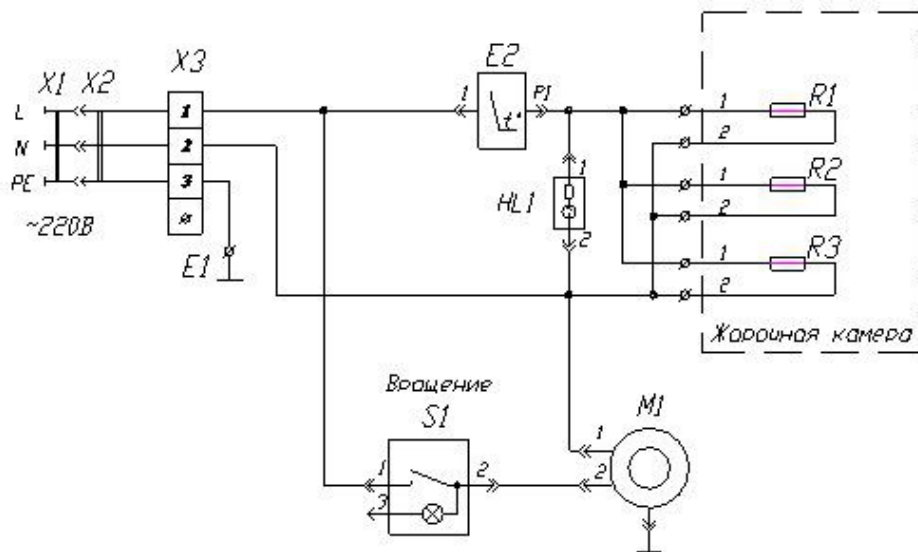 X1 X2
X3
E2
L
1
1
P1
1
R1
N
2
2
PE
3
1
R2
ø
~220В
E1
HL1
1
2
2
1
R3
2
Жарочная камера
Вращение
S1
M1
1
1
2
2
3
t°